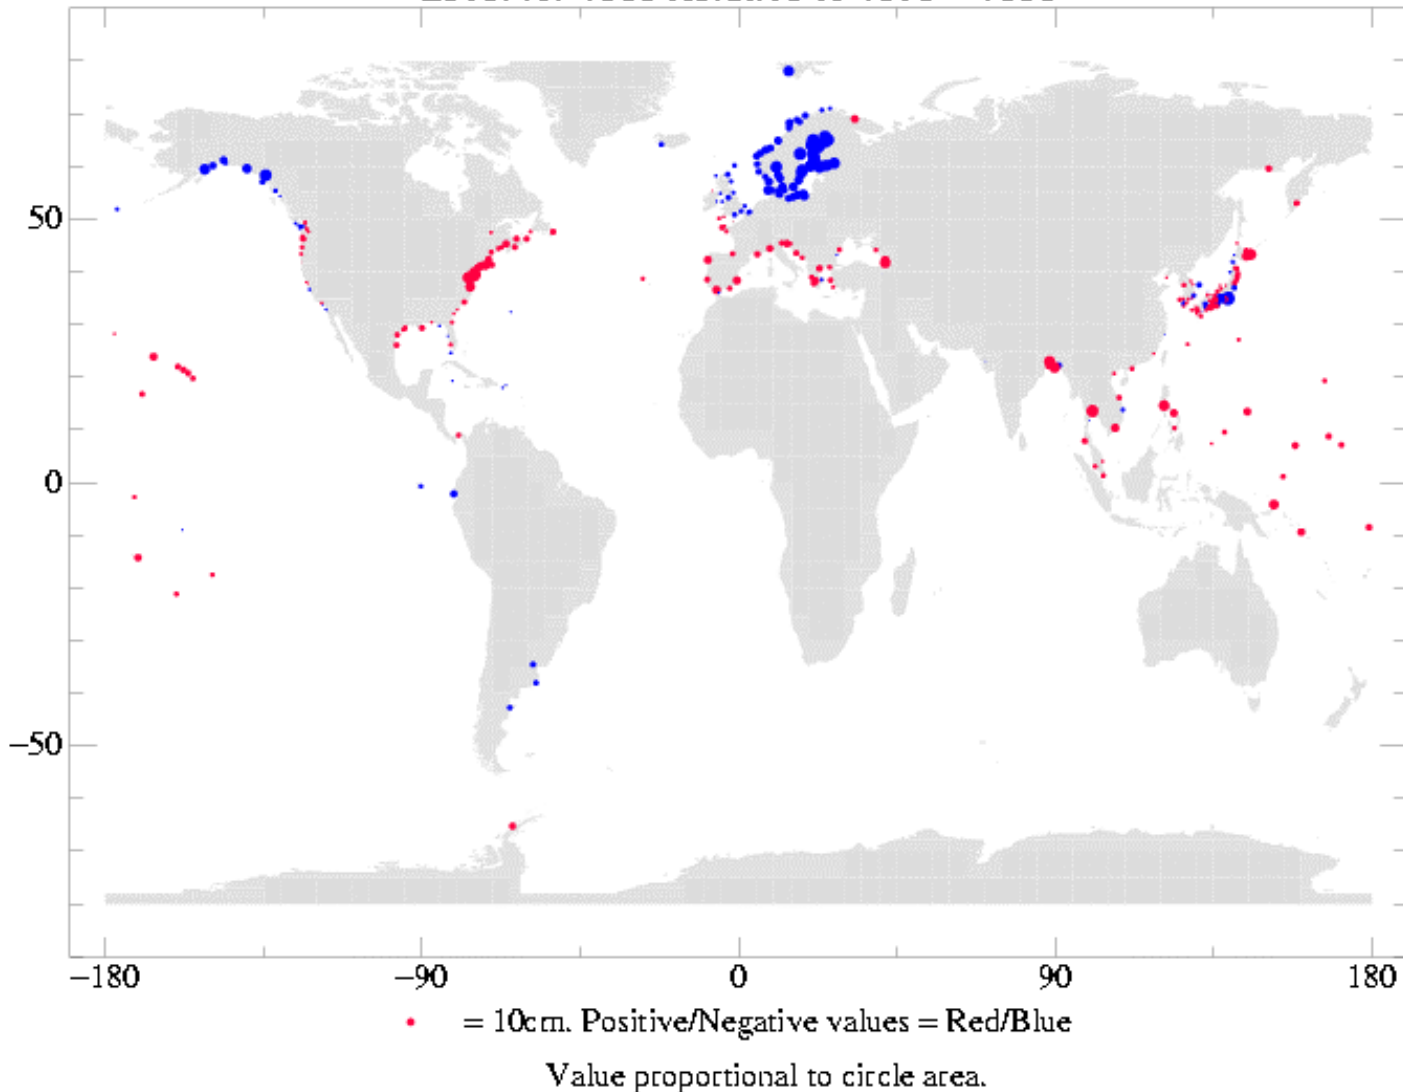 50
0
−50
−180 −90 0 90 180
= 10cm. Positive/Negative values = Red/Blue
Value proportional to circle area.